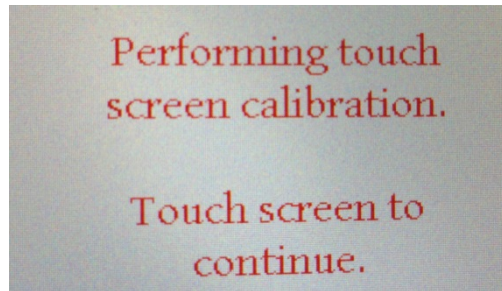 Performing touch
screen calibration.
Touch screen to
continue.